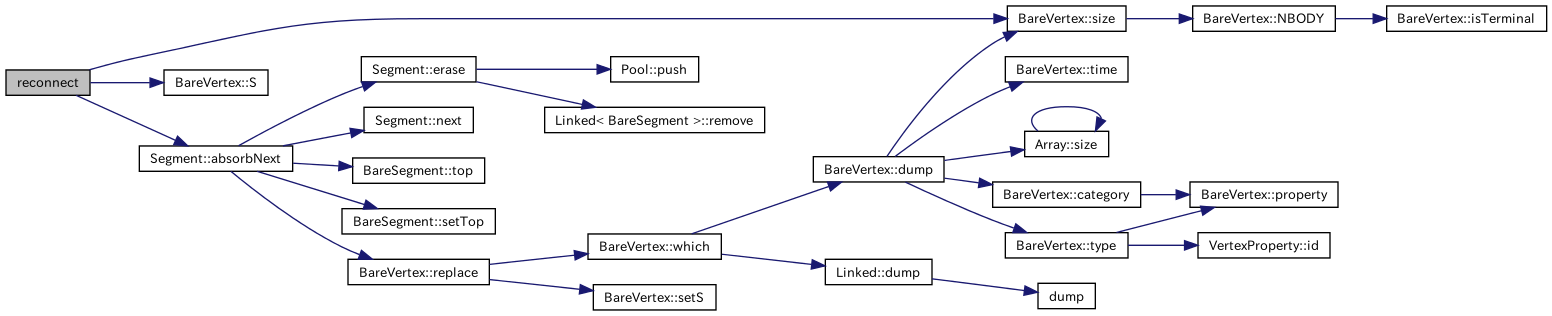 reconnect
BareVertex::S
Segment::absorbNext
Segment::erase
Segment::next
BareSegment::top
BareSegment::setTop
BareVertex::replace
Pool::push
Linked< BareSegment >::remove
BareVertex::which
BareVertex::setS
BareVertex::dump
Linked::dump
BareVertex::size
BareVertex::time
Array::size
BareVertex::category
BareVertex::type
dump
BareVertex::NBODY
BareVertex::property
VertexProperty::id
BareVertex::isTerminal